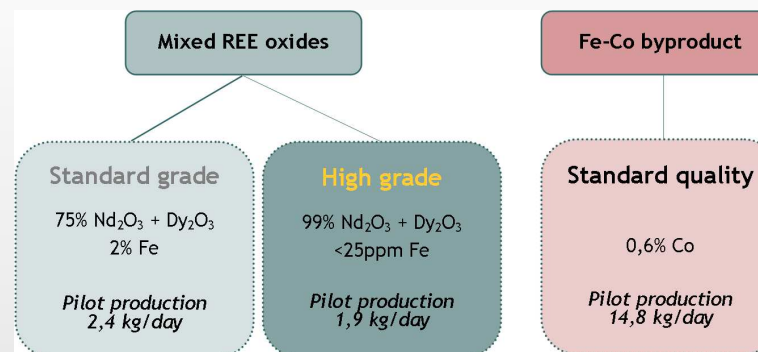 Mixed REE oxides
Fe-Co byproduct
Standard grade
75% Nd₂O₃ + Dy₂O₃
2% Fe
Pilot production
2,4 kg/day
High grade
99% Nd₂O₃ + Dy₂O₃
<25ppm Fe
Pilot production
1,9 kg/day
Standard quality
0,6% Co
Pilot production
14,8 kg/day